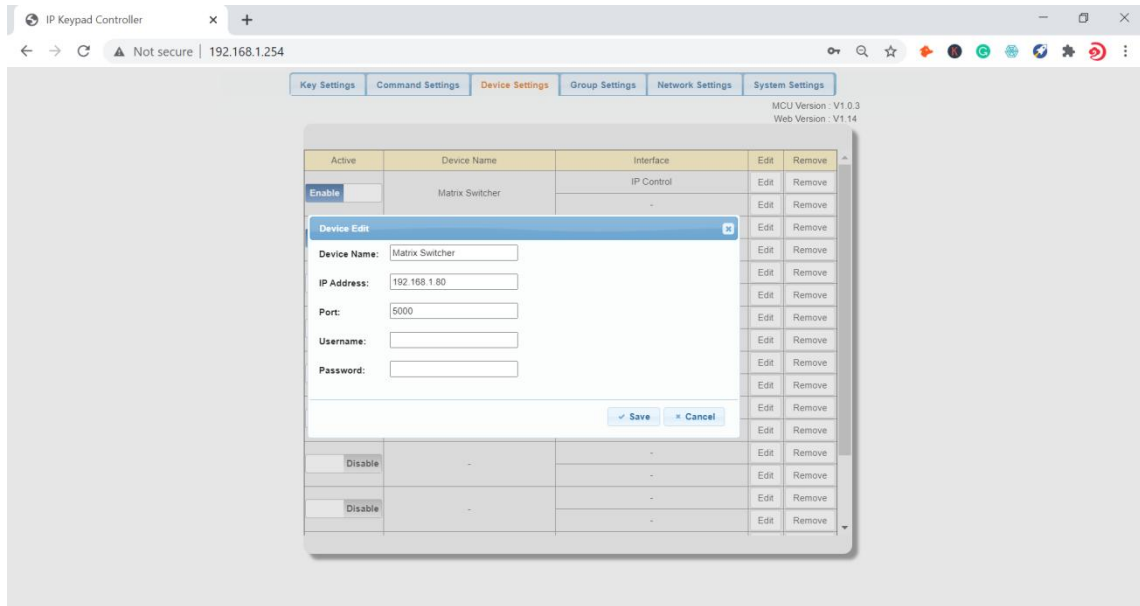 IP Keypad Controller
Not secure | 192.168.1.254
Key Settings Command Settings Device Settings Group Settings Network Settings System Settings
MCU Version : V1.0.3
Web Version : V1.14
Active Device Name Interface Edit Remove
Enable Matrix Switcher IP Control Edit Remove
- Edit Remove
Device Edit Edit Remove
Device Name: Matrix Switcher Edit Remove
IP Address: 192.168.1.80 Edit Remove
Edit Remove
Port: 5000 Edit Remove
Username: Edit Remove
Password: Edit Remove
Edit Remove
Save Cancel Edit Remove
Edit Remove
Disable - - Edit Remove
- Edit Remove
Disable - - Edit Remove
- Edit Remove